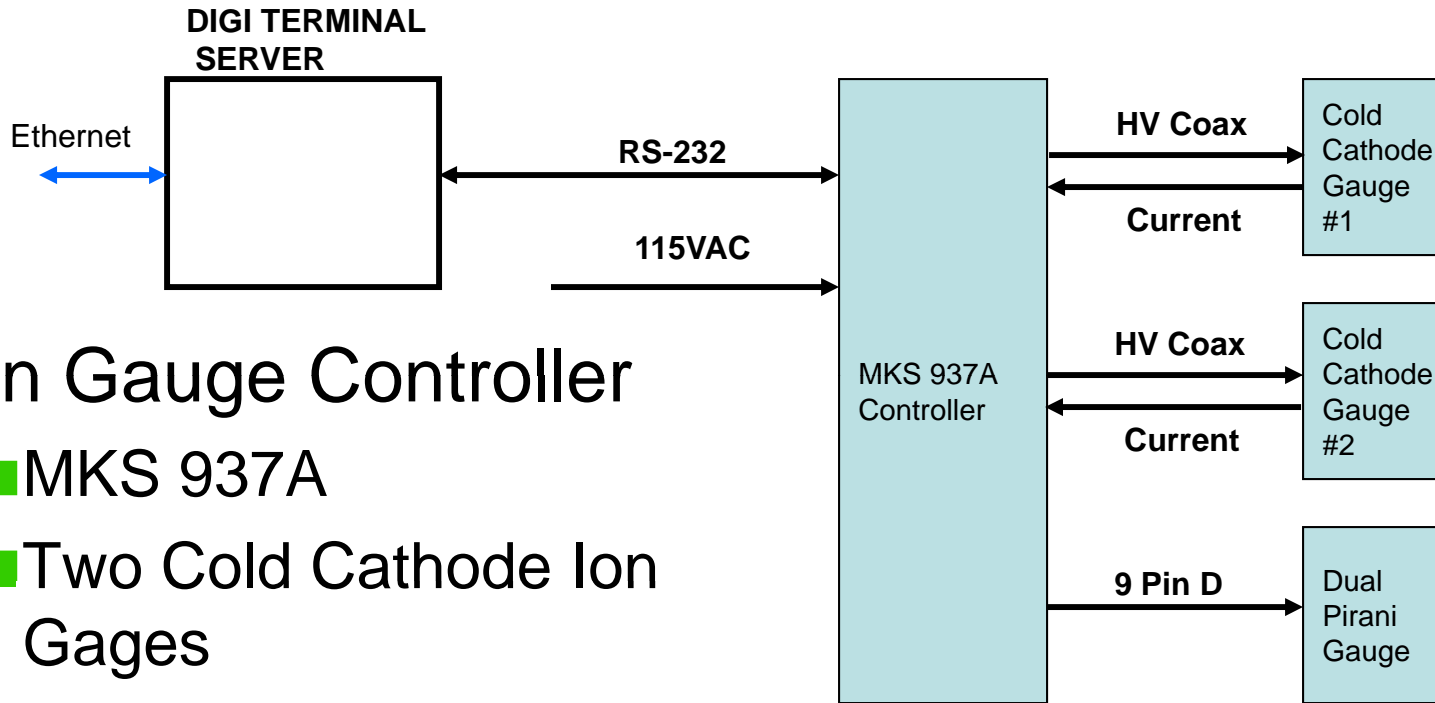 DIGI TERMINAL
SERVER
Ethernet
RS-232
115VAC
HV Coax
Current
Cold
Cathode
Gauge
#1
MKS 937A
Controller
HV Coax
Current
Cold
Cathode
Gauge
#2
9 Pin D
Dual
Pirani
Gauge
n Gauge Controller
MKS 937A
Two Cold Cathode Ion
Gages